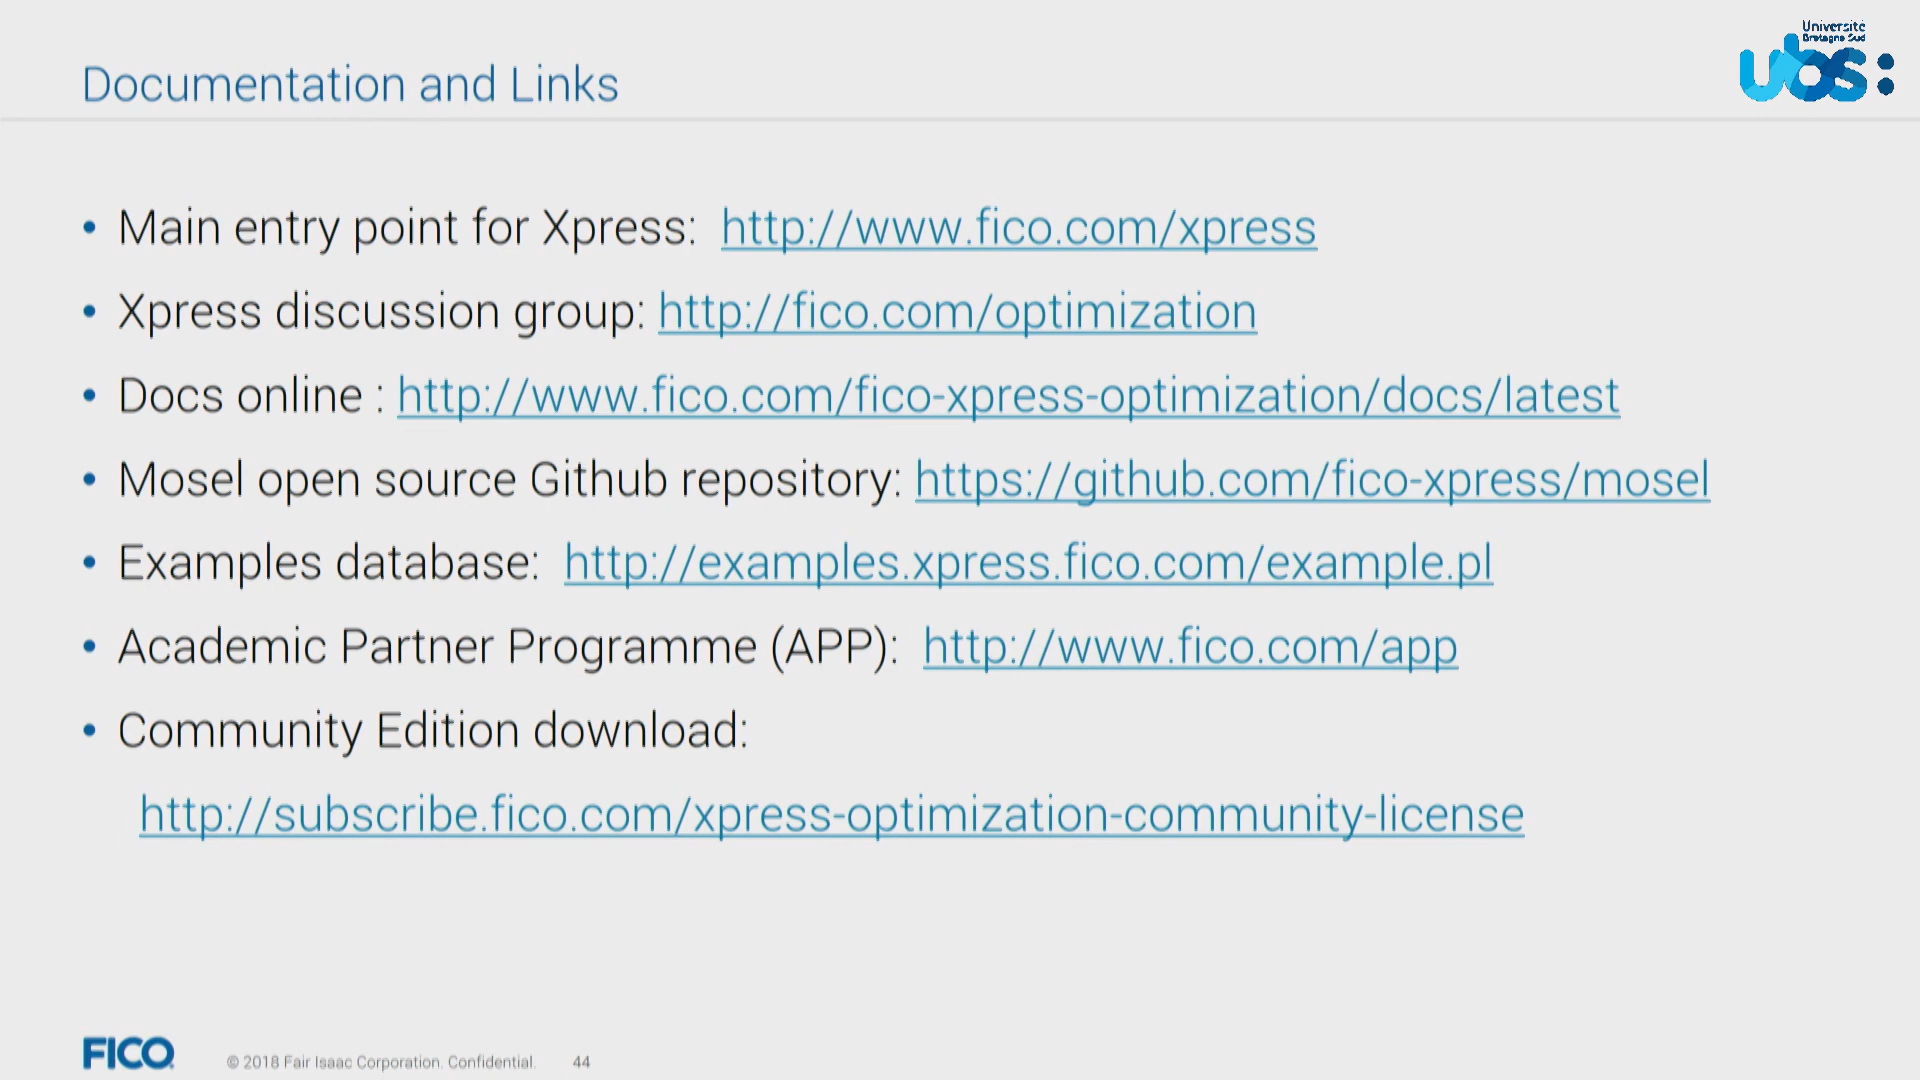 Université
Bretagne Sud
ubs:
Documentation and Links
• Main entry point for Xpress: http://www.fico.com/xpress
• Xpress discussion group: http://fico.com/optimization
• Docs online : http://www.fico.com/fico-xpress-optimization/docs/latest
• Mosel open source Github repository: https://github.com/fico-xpress/mosel
• Examples database: http://examples.xpress.fico.com/example.pl
• Academic Partner Programme (APP): http://www.fico.com/app
• Community Edition download:
http://subscribe.fico.com/xpress-optimization-community-license
FICO © 2018 Fair Isaac Corporation. Confidential. 44